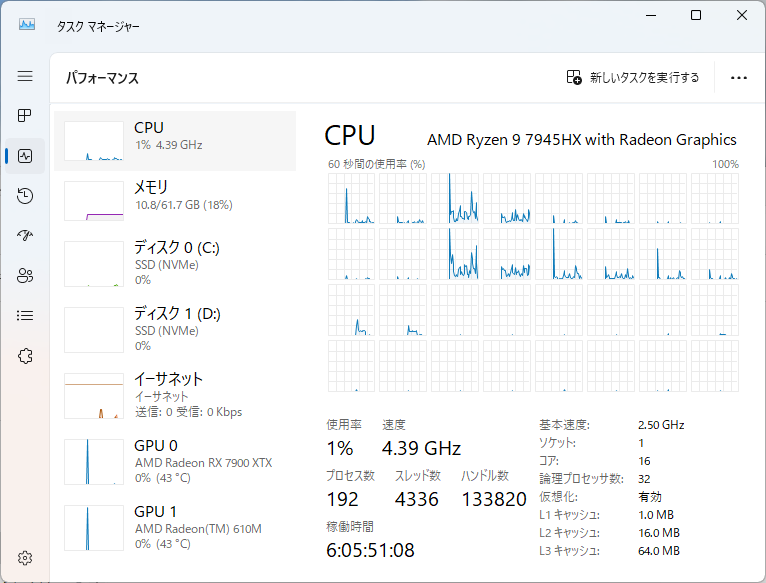 タスク マネージャー
パフォーマンス
新しいタスクを実行する
CPU
1% 4.39 GHz
メモリ
10.8/61.7 GB (18%)
ディスク 0 (C:)
SSD (NVMe)
0%
ディスク 1 (D:)
SSD (NVMe)
0%
イーサネット
イーサネット
送信: 0 受信: 0 Kbps
GPU 0
AMD Radeon RX 7900 XTX
0% (43 °C)
GPU 1
AMD Radeon(TM) 610M
0% (43 °C)
CPU
AMD Ryzen 9 7945HX with Radeon Graphics
60 秒間の使用率 (%)
100%
使用率
速度
1%
4.39 GHz
プロセス数
スレッド数
ハンドル数
192
4336
133820
稼働時間
6:05:51:08
基本速度: 2.50 GHz
ソケット: 1
コア: 16
論理プロセッサ数: 32
仮想化: 有効
L1 キャッシュ: 1.0 MB
L2 キャッシュ: 16.0 MB
L3 キャッシュ: 64.0 MB